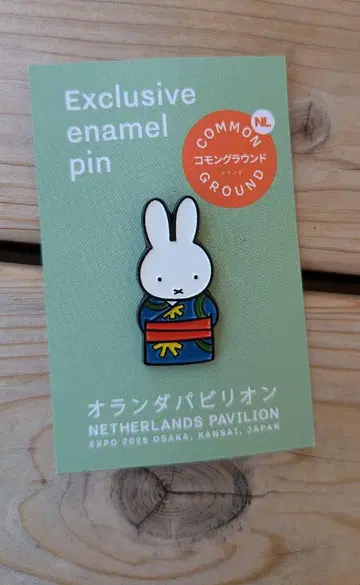 Exclusive
enamel
pin
NL
COMMON
コモングラウンド
GROUND
オランダパビリオン
NETHERLANDS PAVILION
EXPO 2025 OSAKA, KANSAI, JAPAN